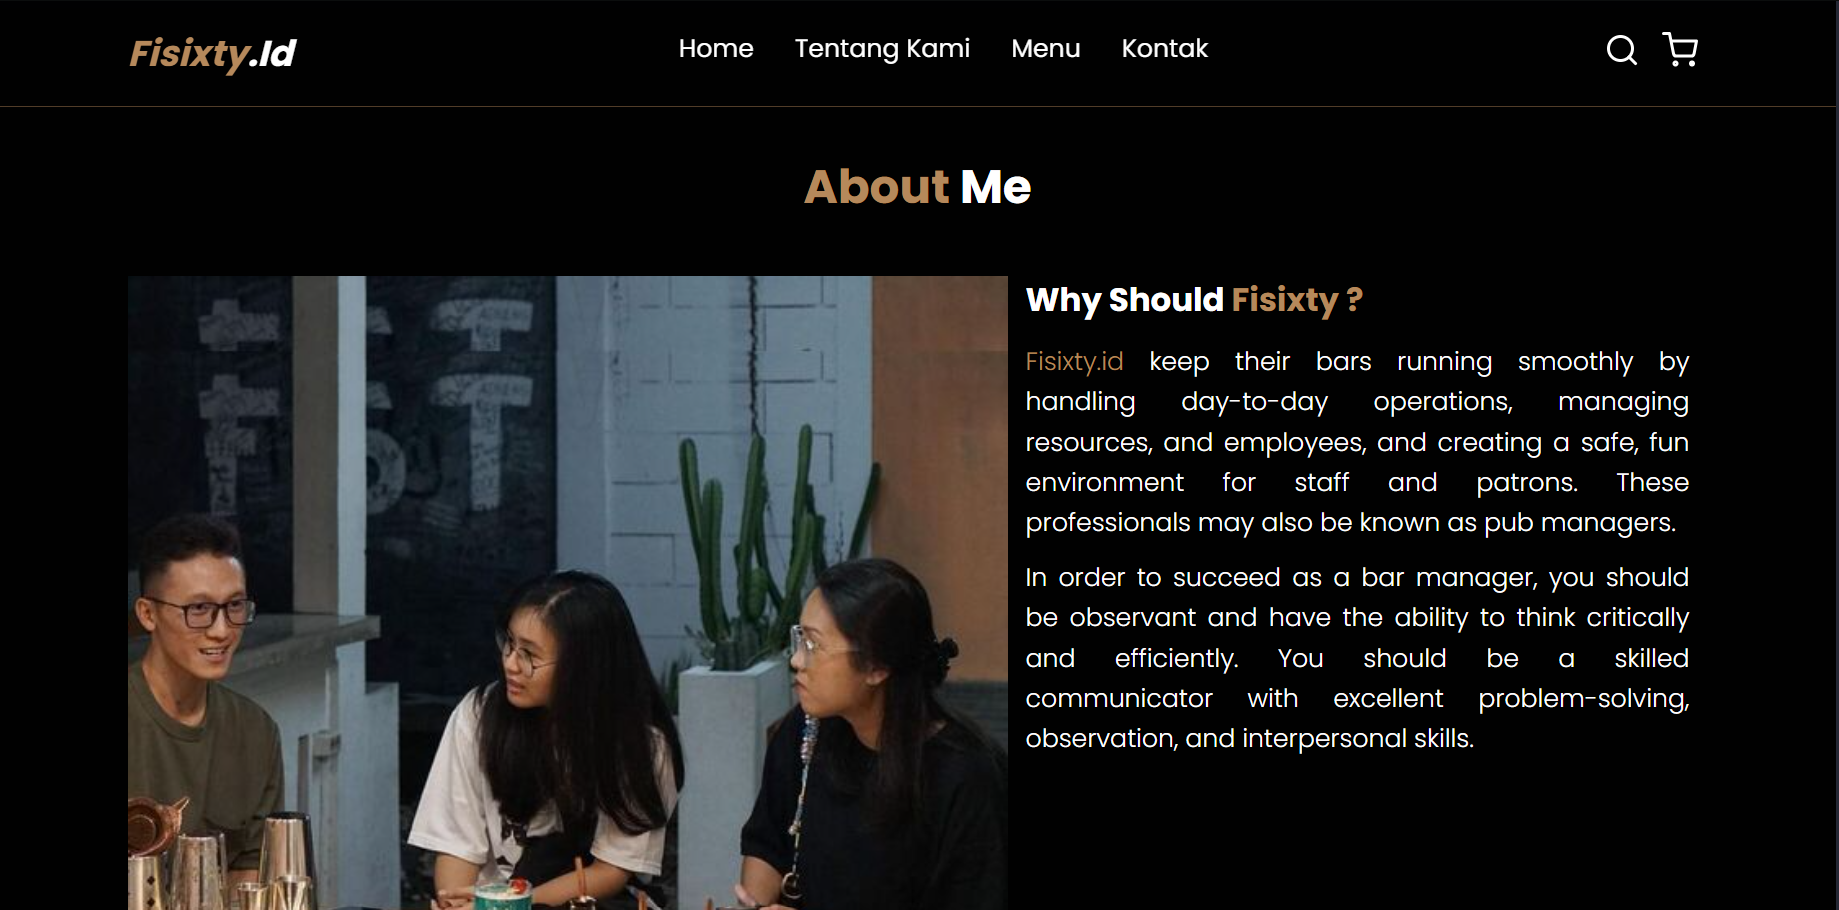 Fisixty.Id
Home Tentang Kami Menu Kontak
About Me
Why Should Fisixty ?
Fisixty.id keep their bars running smoothly by
handling day-to-day operations, managing
resources, and employees, and creating a safe, fun
environment for staff and patrons. These
professionals may also be known as pub managers.
In order to succeed as a bar manager, you should
be observant and have the ability to think critically
and efficiently. You should be a skilled
communicator with excellent problem-solving,
observation, and interpersonal skills.